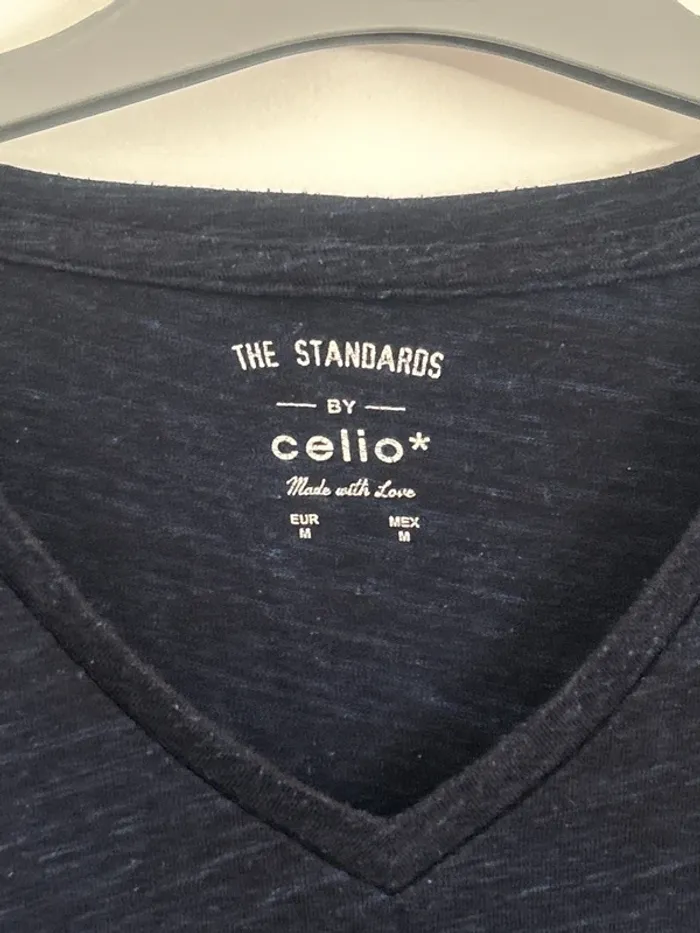 THE STANDARDS
BY
celio*
Made with Love
EUR MEX
M M